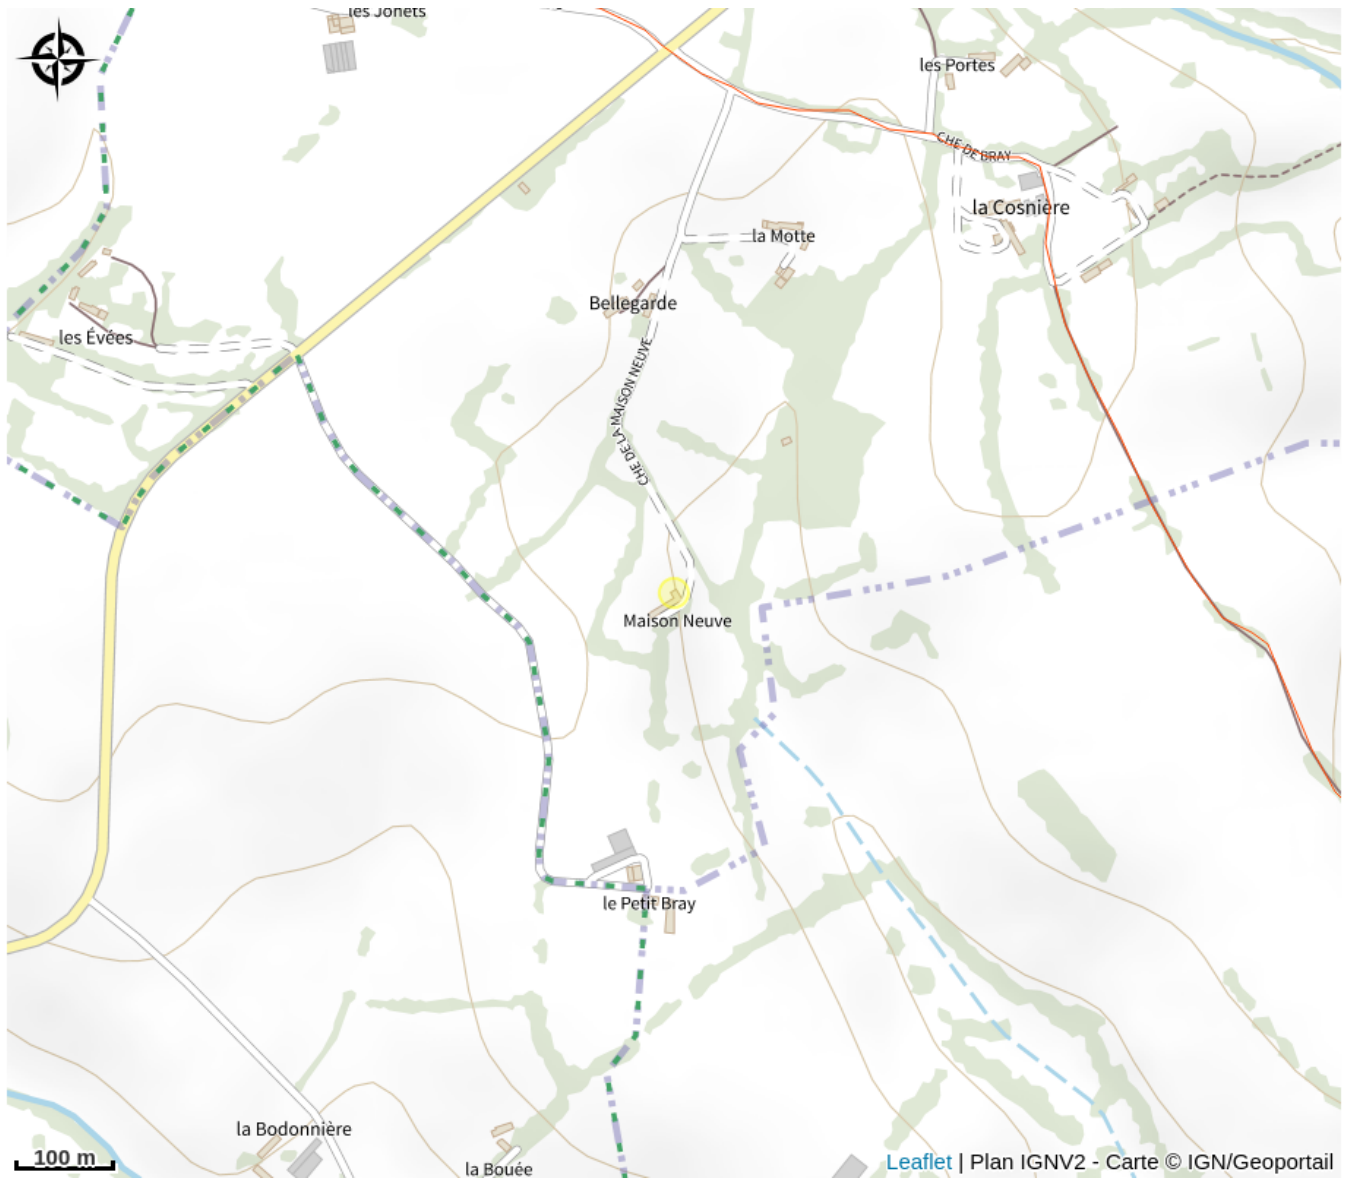 les Jonets
les Portes
CHE DE BRAY
la Cosnière
la Motte
Bellegarde
les Évées
CHE DE LA MAISON NEUVE
Maison Neuve
le Petit Bray
la Bodonnière
la Bouée
100 m
Leaflet | Plan IGNV2 - Carte © IGN/Geoportail